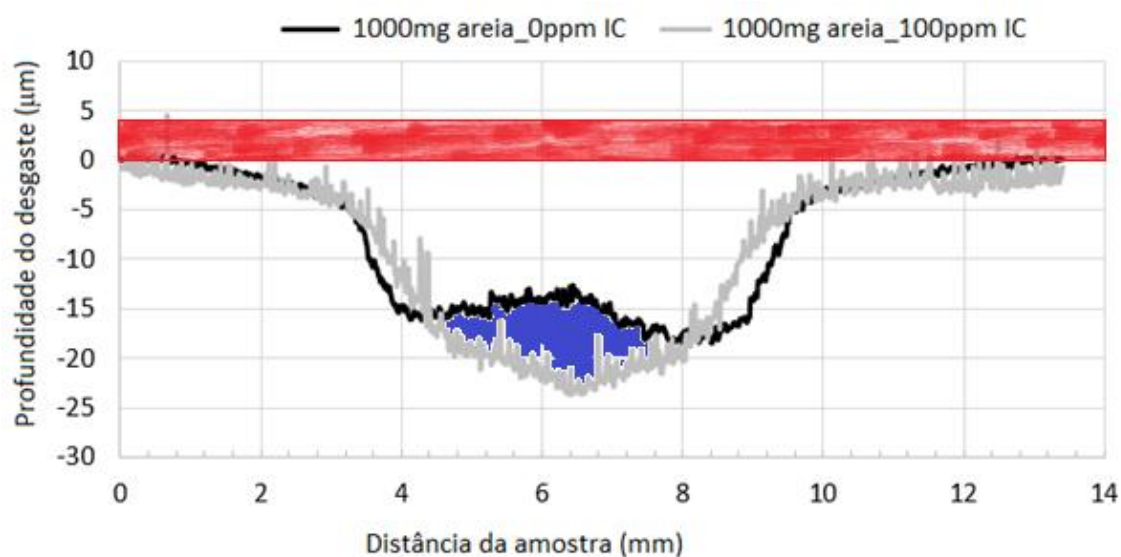 1000mg areia_0ppm IC 1000mg areia_100ppm IC
Profundidade do desgaste (μm)
10
5
0
-5
-10
-15
-20
-25
-30
0 2 4 6 8 10 12 14
Distância da amostra (mm)